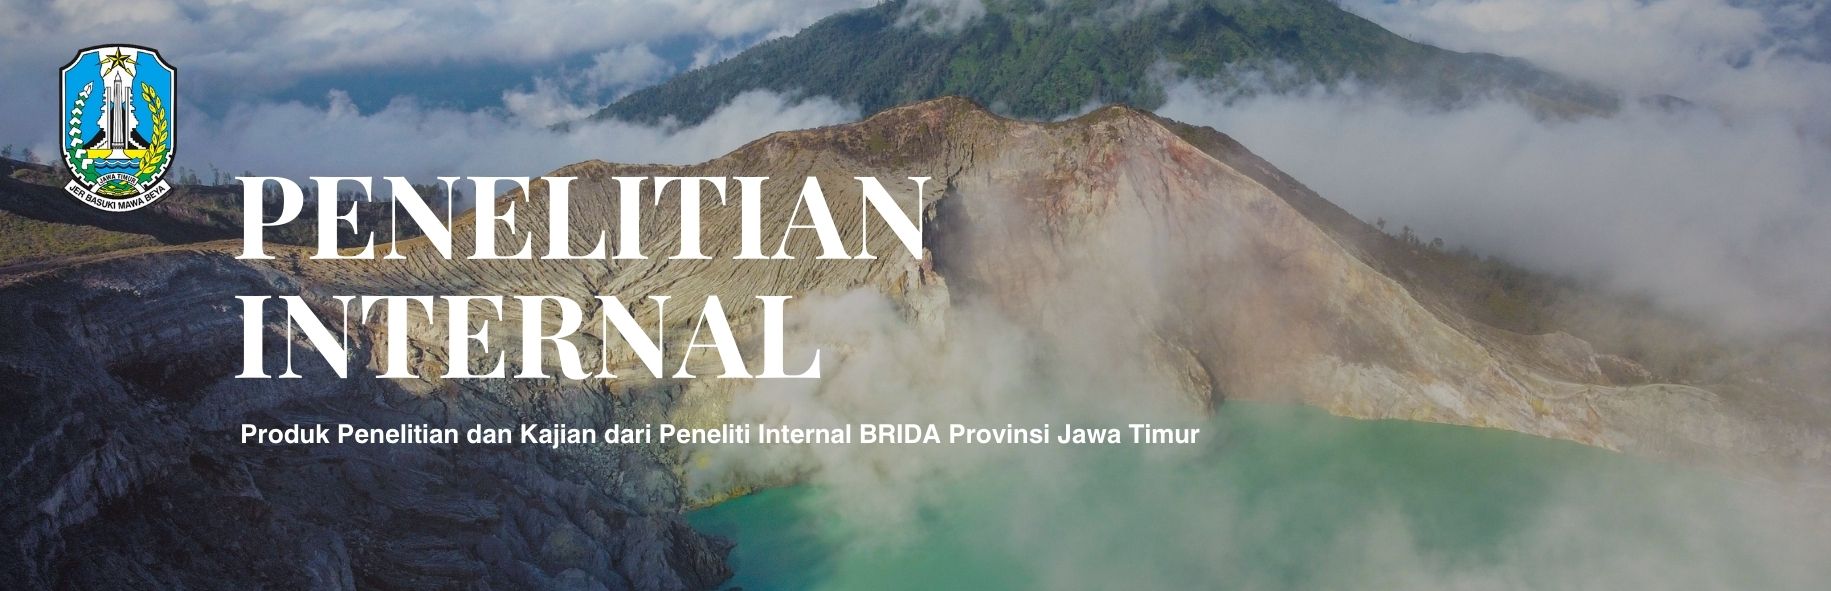 JAWA TIMUR
JER BASUKI MAWA BEYA
PENELITIAN
INTERNAL
Produk Penelitian dan Kajian dari Peneliti Internal BRIDA Provinsi Jawa Timur